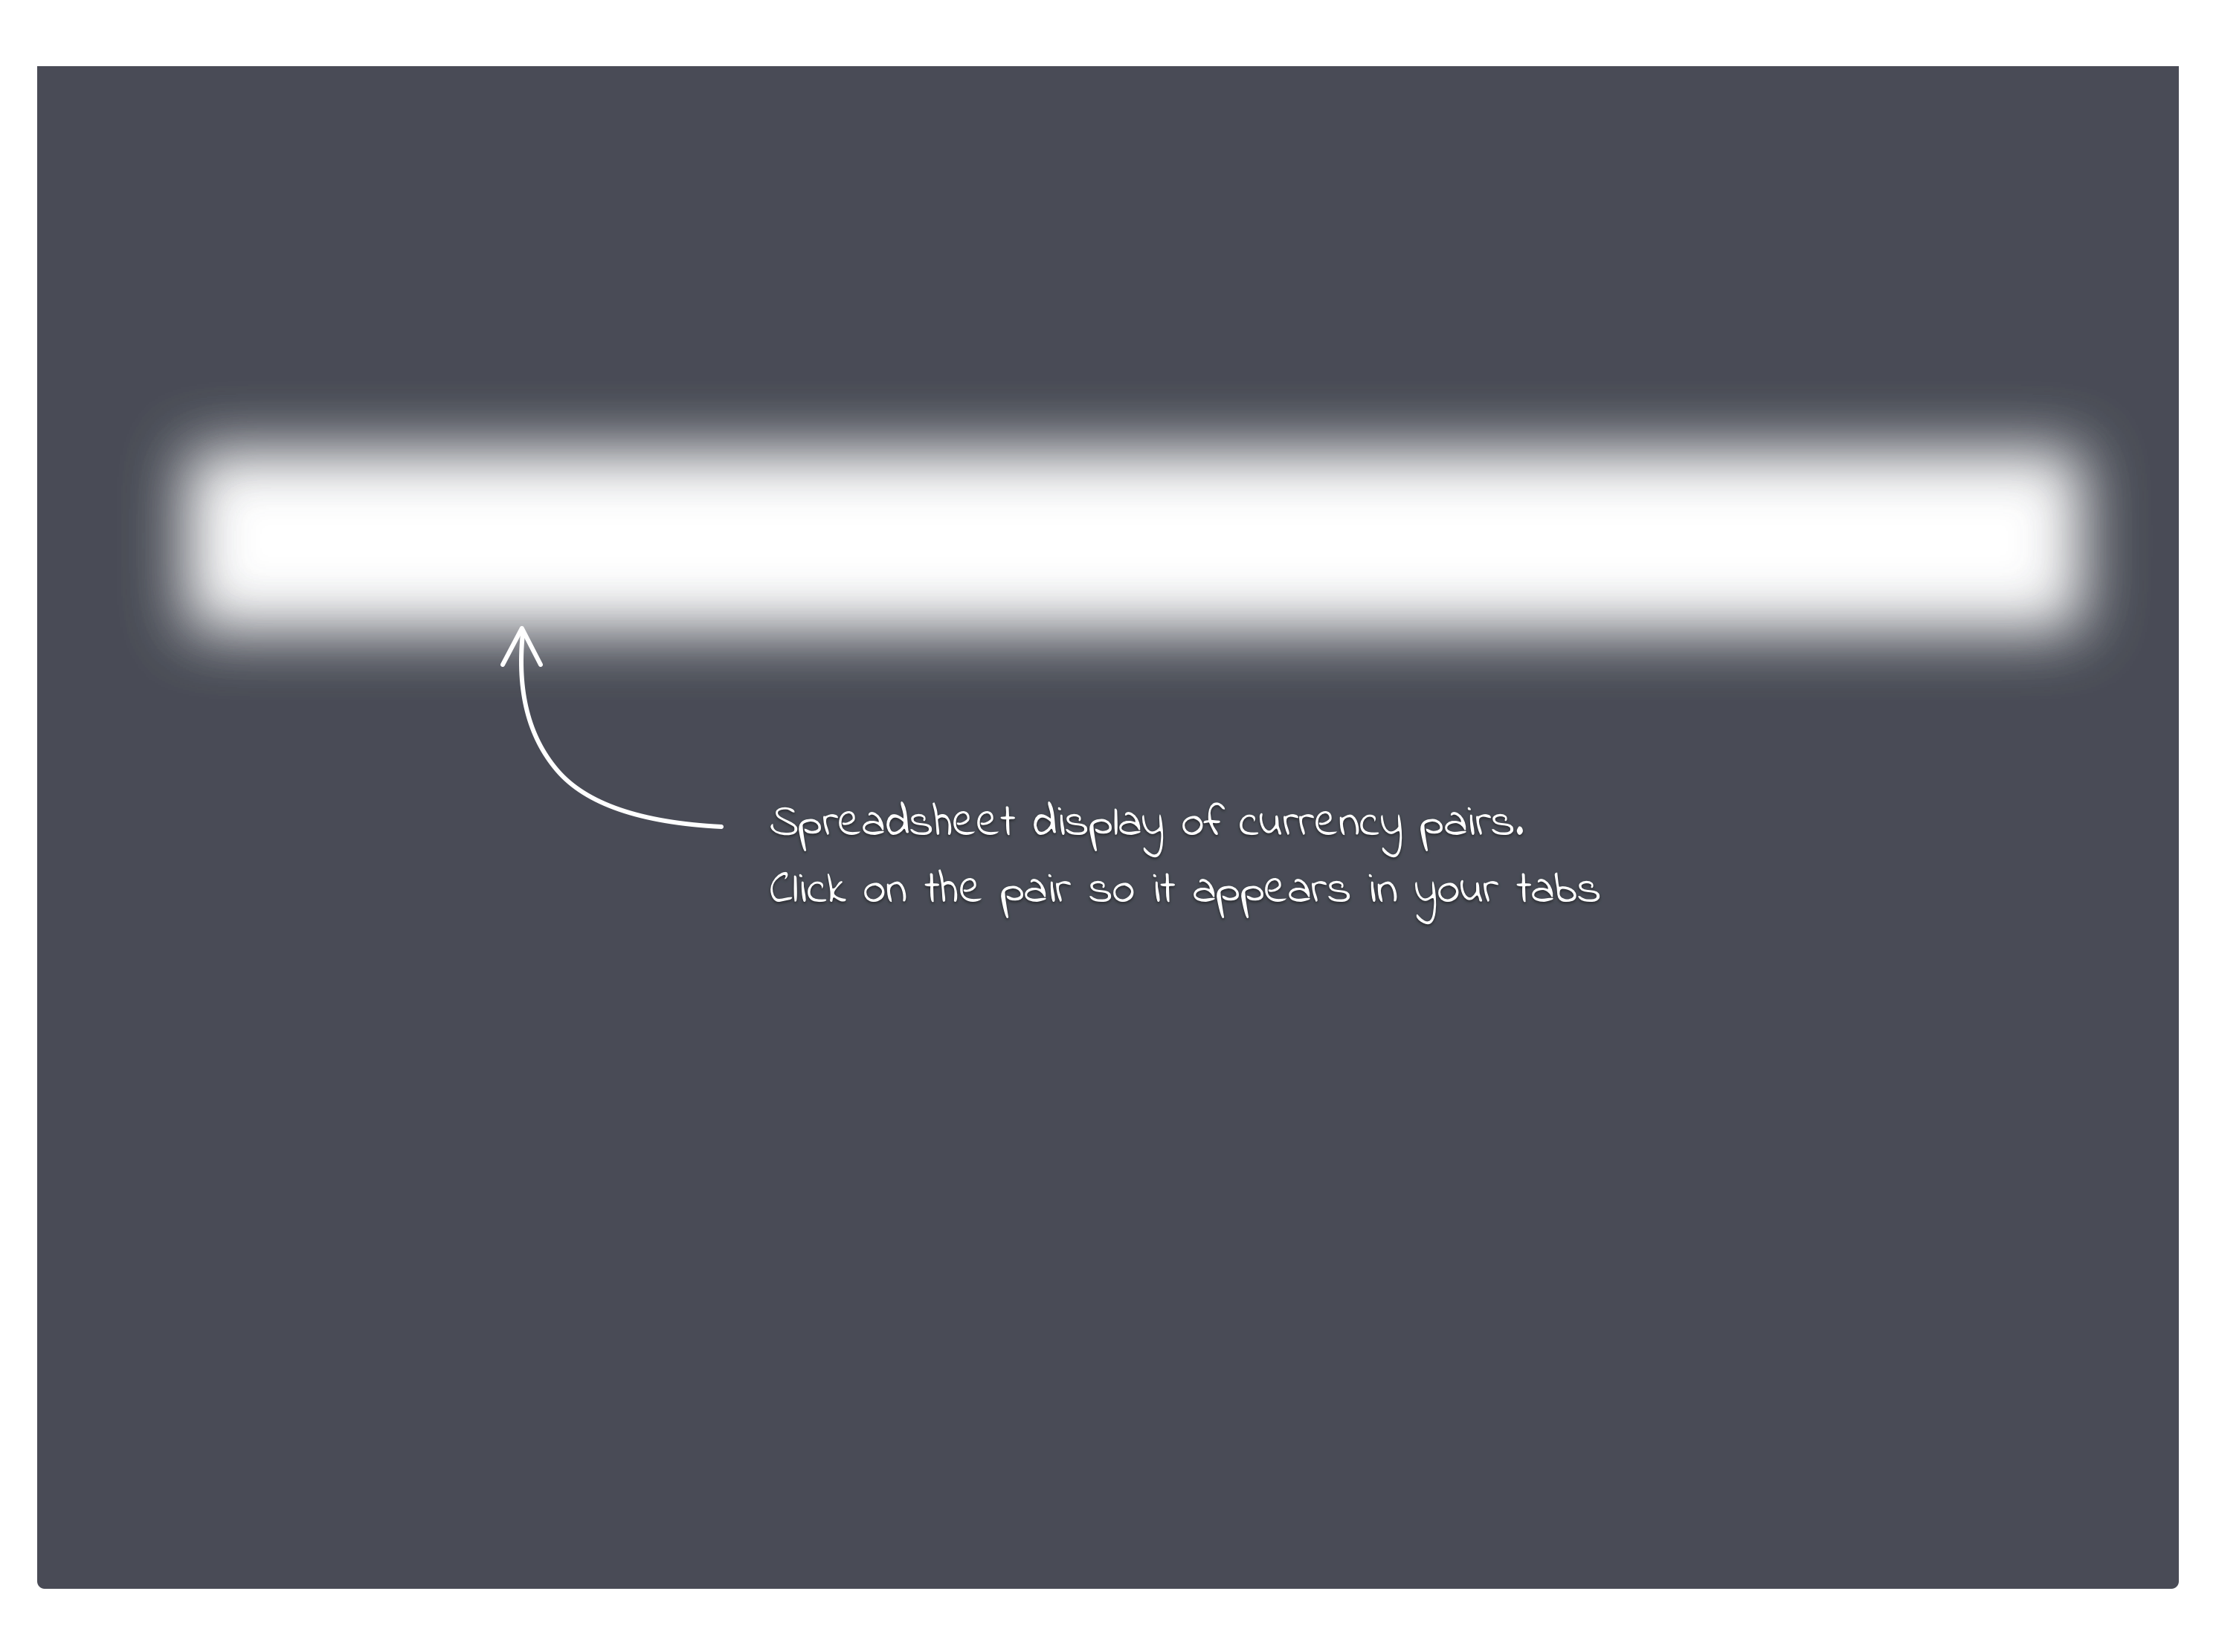 Spreadsheet display of currency pairs.
Click on the pair so it appears in your tabs